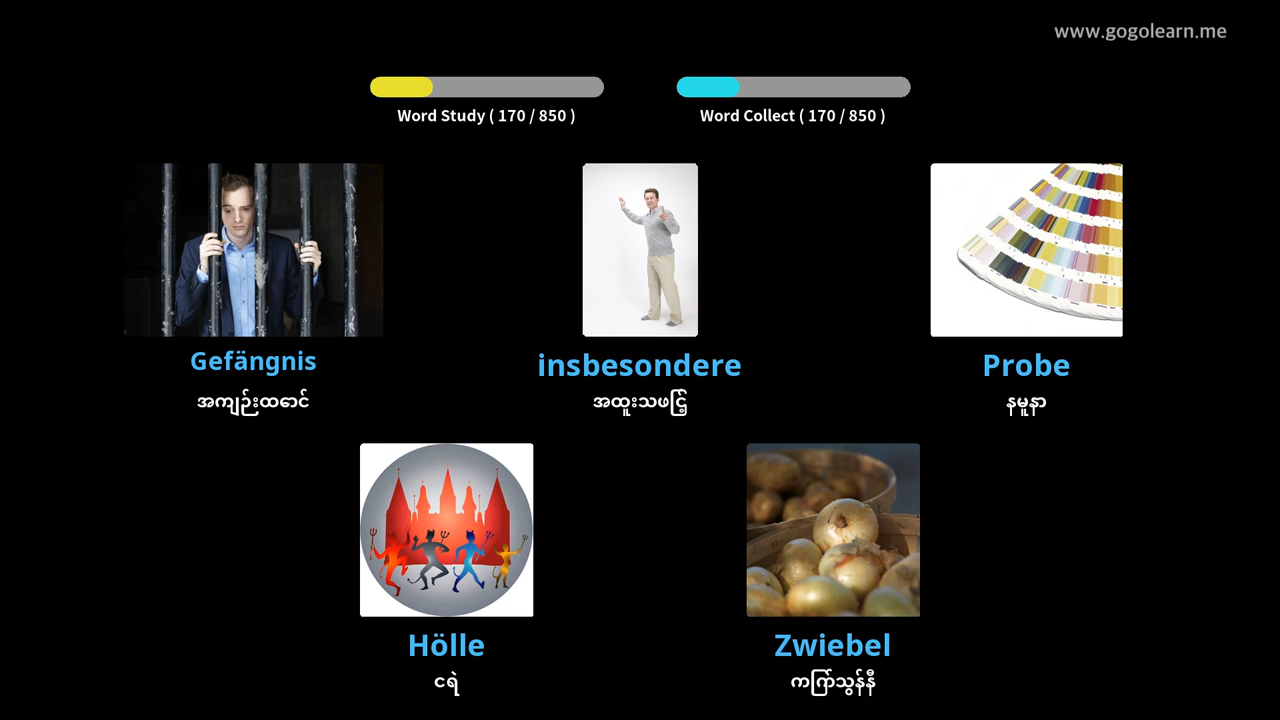 www.gogolearn.me
Word Study ( 170 / 850 )
Word Collect ( 170 / 850 )
Gefängnis
insbesondere
Probe
အကျဉ်းထောင်
အထူးသဖြင့်
နမူနာ
Hölle
Zwiebel
ငရဲ
ကြက်သွန်နီ